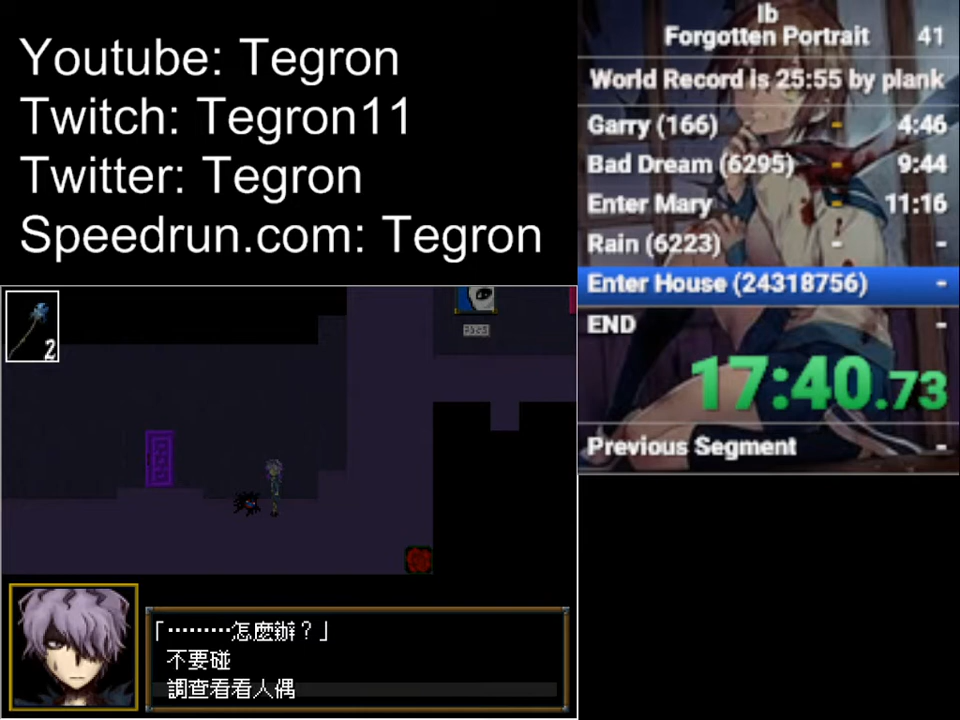 Youtube: Tegron
Twitch: Tegron11
Twitter: Tegron
Speedrun.com: Tegron
Ib
Forgotten Portrait 41
World Record is 25:55 by plank
Garry (166) - 4:46
Bad Dream (6295) - 9:44
Enter Mary - 11:16
Rain (6223) - -
Enter House (24318756) -
END -
17:40.73
Previous Segment -
2
「………怎麼辦？」
不要碰
調查看看人偶